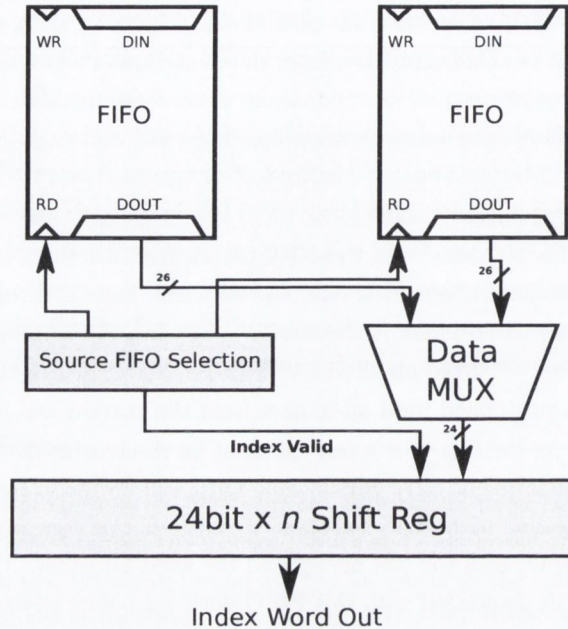 WR DIN
FIFO
RD DOUT
WR DIN
FIFO
RD DOUT
26
26
Source FIFO Selection
Data
MUX
24
Index Valid
24bit x n Shift Reg
Index Word Out